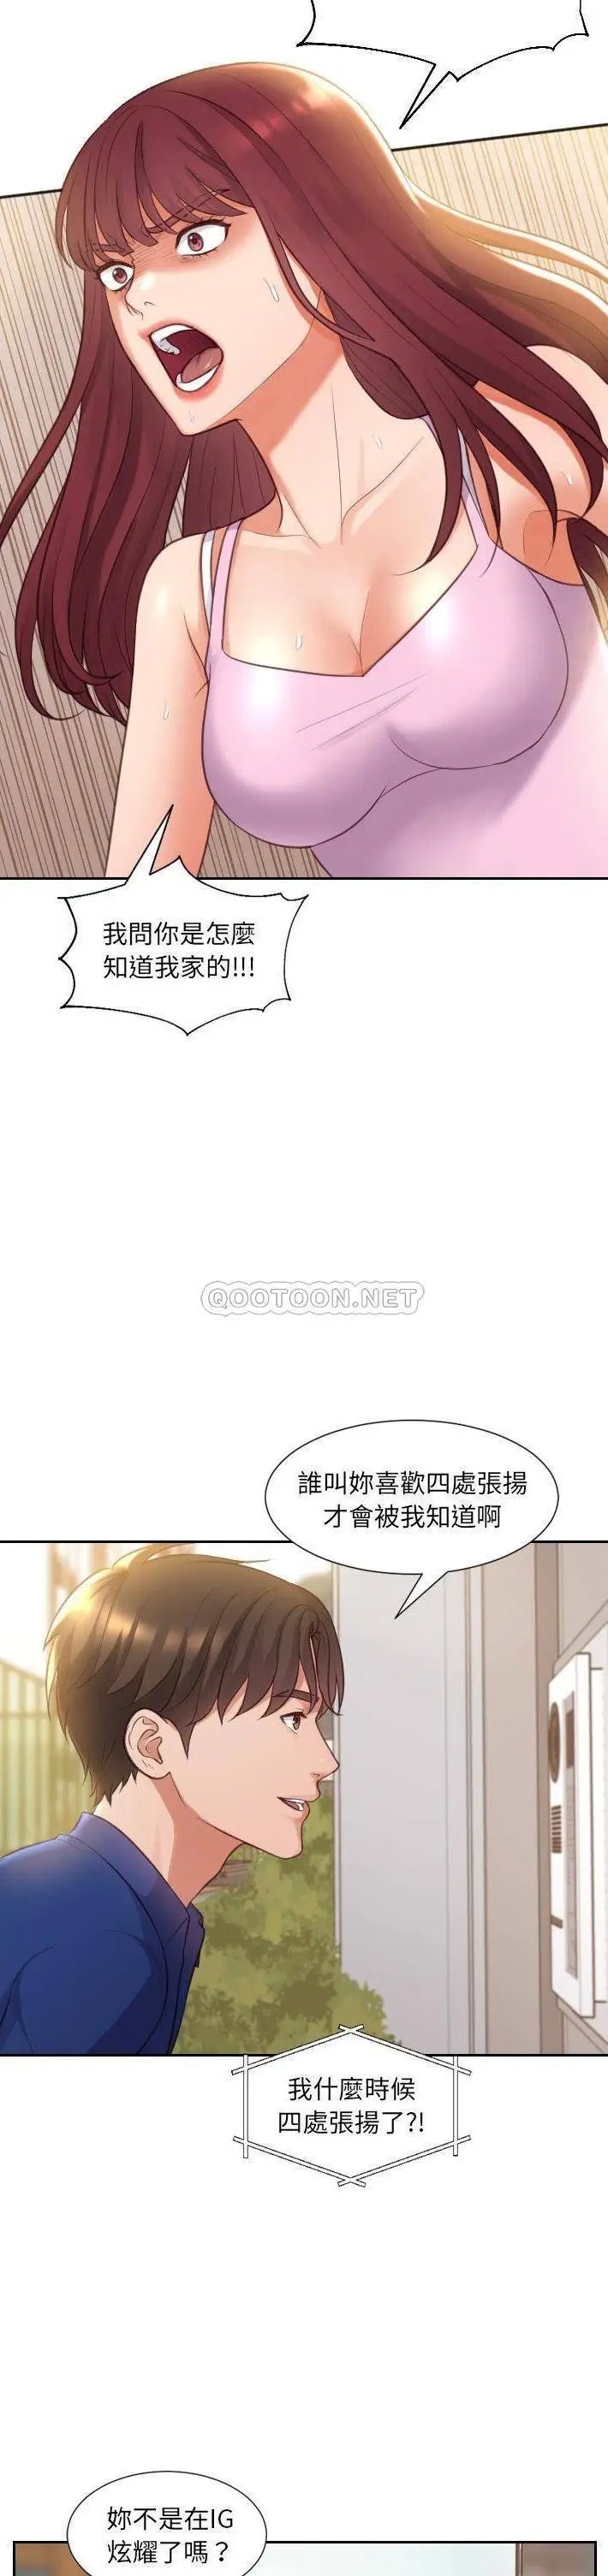 我問你是怎麼
知道我家的!!!
QOOTOON.NET
誰叫妳喜歡四處張揚
才會被我知道啊
我什麼時候
四處張揚了?!
妳不是在IG
炫耀了嗎？